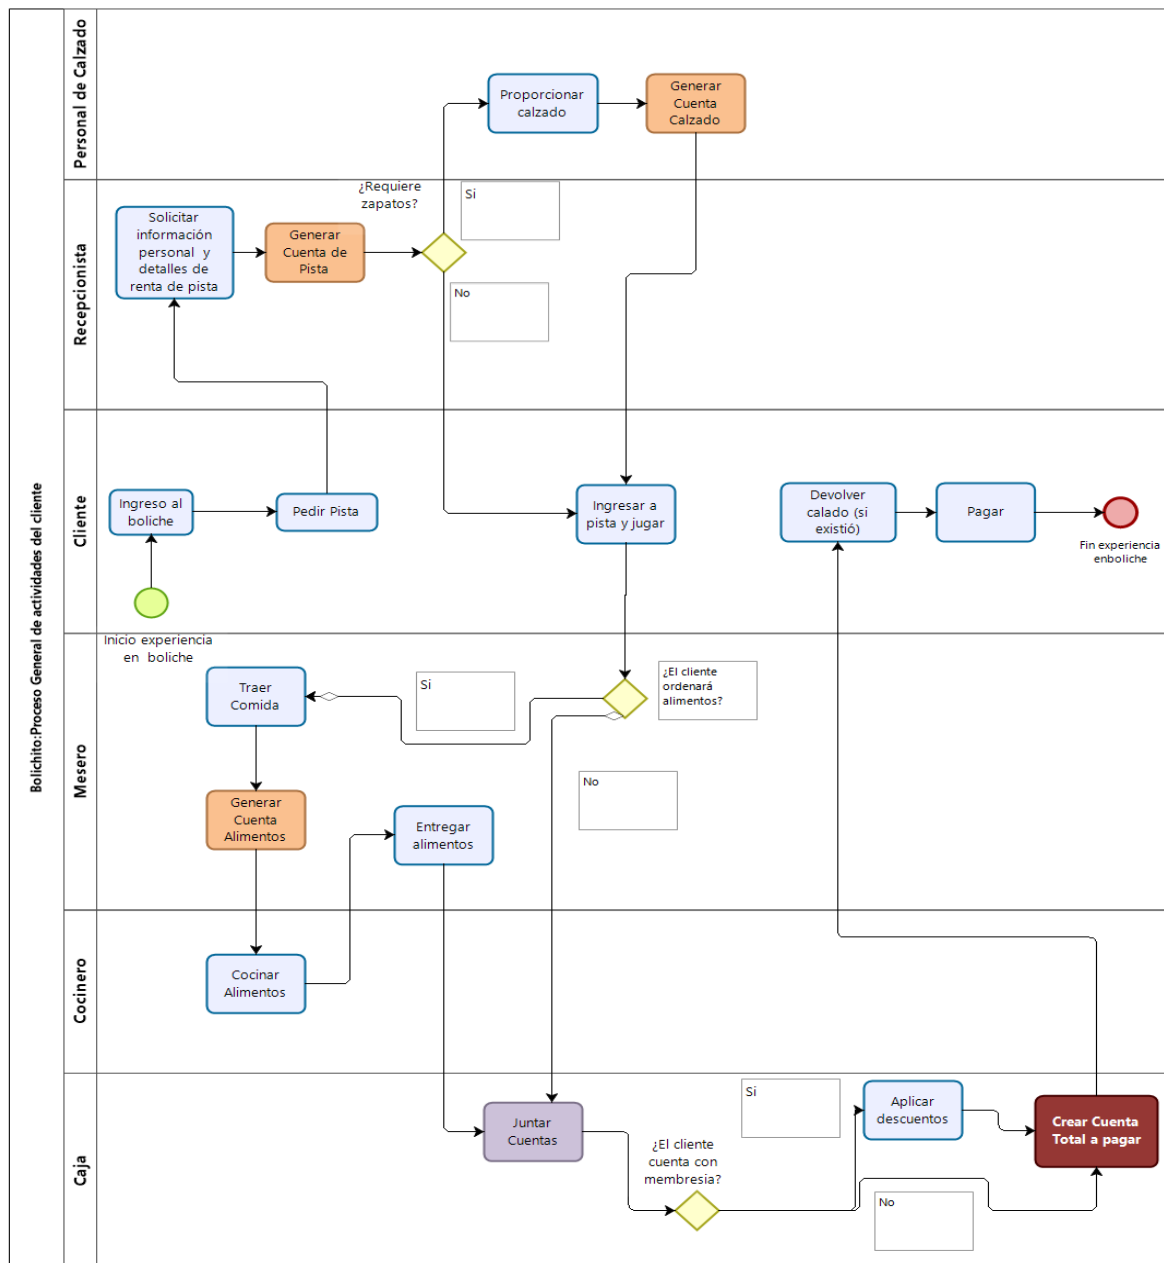 Bolichito:Proceso General de actividades del cliente
Personal de Calzado
Proporcionar
calzado
Generar
Cuenta
Calzado
Recepcionista
¿Requiere
zapatos?
Si
Solicitar
información
personal y
detalles de
renta de pista
Generar
Cuenta de
Pista
No
Cliente
Ingreso al
boliche
Pedir Pista
Ingresar a
pista y jugar
Devolver
calado (si
existió)
Pagar
Fin experiencia
enboliche
Inicio experiencia
en boliche
Mesero
Traer
Comida
Si
¿El cliente
ordenará
alimentos?
No
Generar
Cuenta
Alimentos
Entregar
alimentos
Cocinero
Cocinar
Alimentos
Caja
Juntar
Cuentas
¿El cliente
cuenta con
membresia?
Si
Aplicar
descuentos
Crear Cuenta
Total a pagar
No